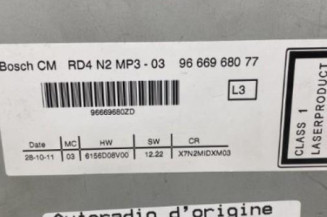 Bosch CM RD4 N2 MP3 - 03 96 669 680 77
L3
96669680ZD
DATE MC HW SW CR
28-10-11 03 6156D08V00 12.22 X7N2MIDXM03
CLASS 1
LASERPRODUCT
Autoradio d'origine